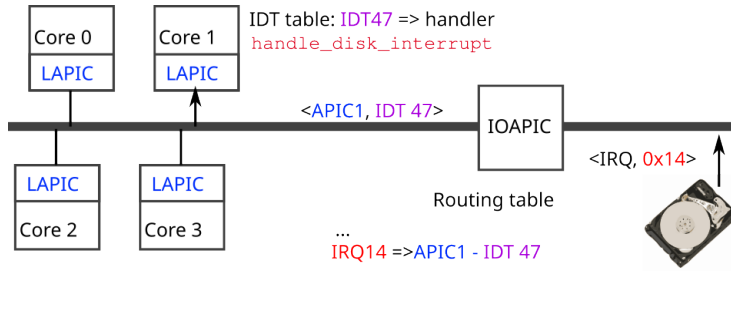 Core 0
LAPIC
Core 1
LAPIC
IDT table: IDT47 => handler
handle_disk_interrupt
<APIC1, IDT 47>
IOAPIC
<IRQ, 0x14>
LAPIC
Core 2
LAPIC
Core 3
Routing table
...
IRQ14 =>APIC1 - IDT 47